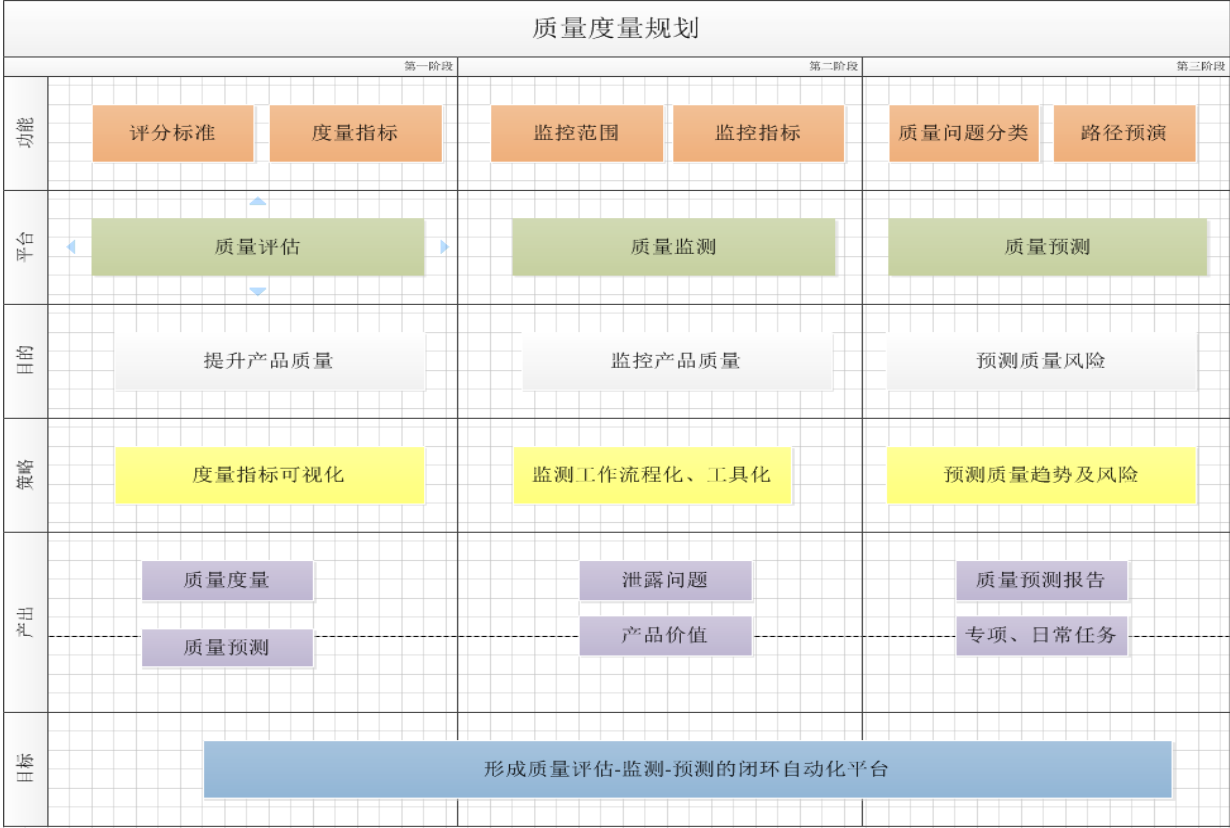 质量度量规划
第一阶段
第二阶段
第三阶段
功能
评分标准
度量指标
监控范围
监控指标
质量问题分类
路径预演
平台
质量评估
质量监测
质量预测
目的
提升产品质量
监控产品质量
预测质量风险
策略
度量指标可视化
监测工作流程化、工具化
预测质量趋势及风险
产出
质量度量
泄露问题
质量预测报告
质量预测
产品价值
专项、日常任务
目标
形成质量评估-监测-预测的闭环自动化平台